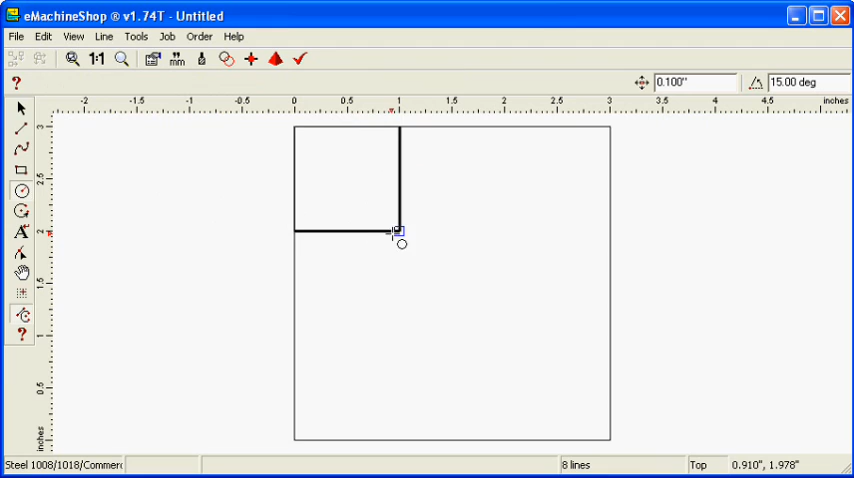 eMachineShop ® v1.74T - Untitled
File Edit View Line Tools Job Order Help
1:1 mm
? 0.100" 15.00 deg
-2 -1 -0.5 0 0.5 1 1.5 2 2.5 3 3.5 4 4.5 inches
3
2.5
2
1.5
1
0.5
inches
A
?
Steel 1008/1018/Commerc 8 lines Top 0.910", 1.978"